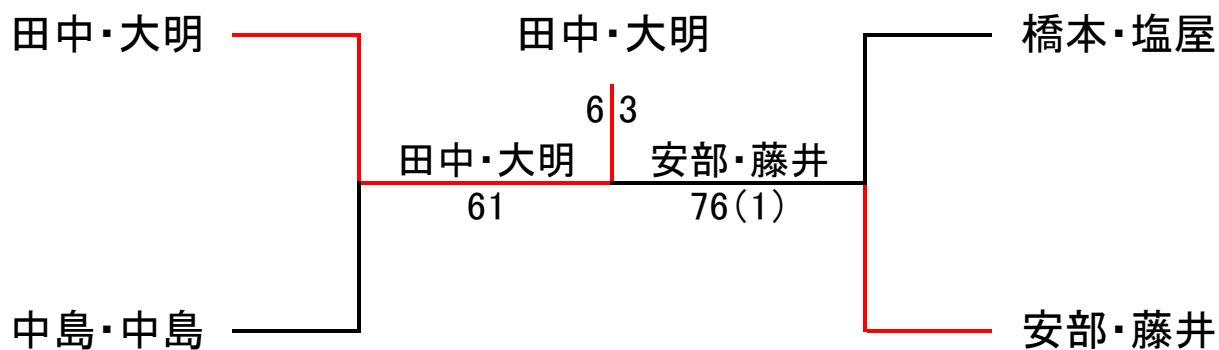 田中・大明 田中・大明 橋本・塩屋
6 3
田中・大明 安部・藤井
61 76(1)
中島・中島 安部・藤井